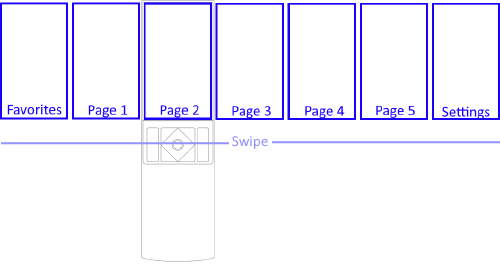 Favorites
Page 1
Page 2
Page 3
Page 4
Page 5
Settings
Swipe